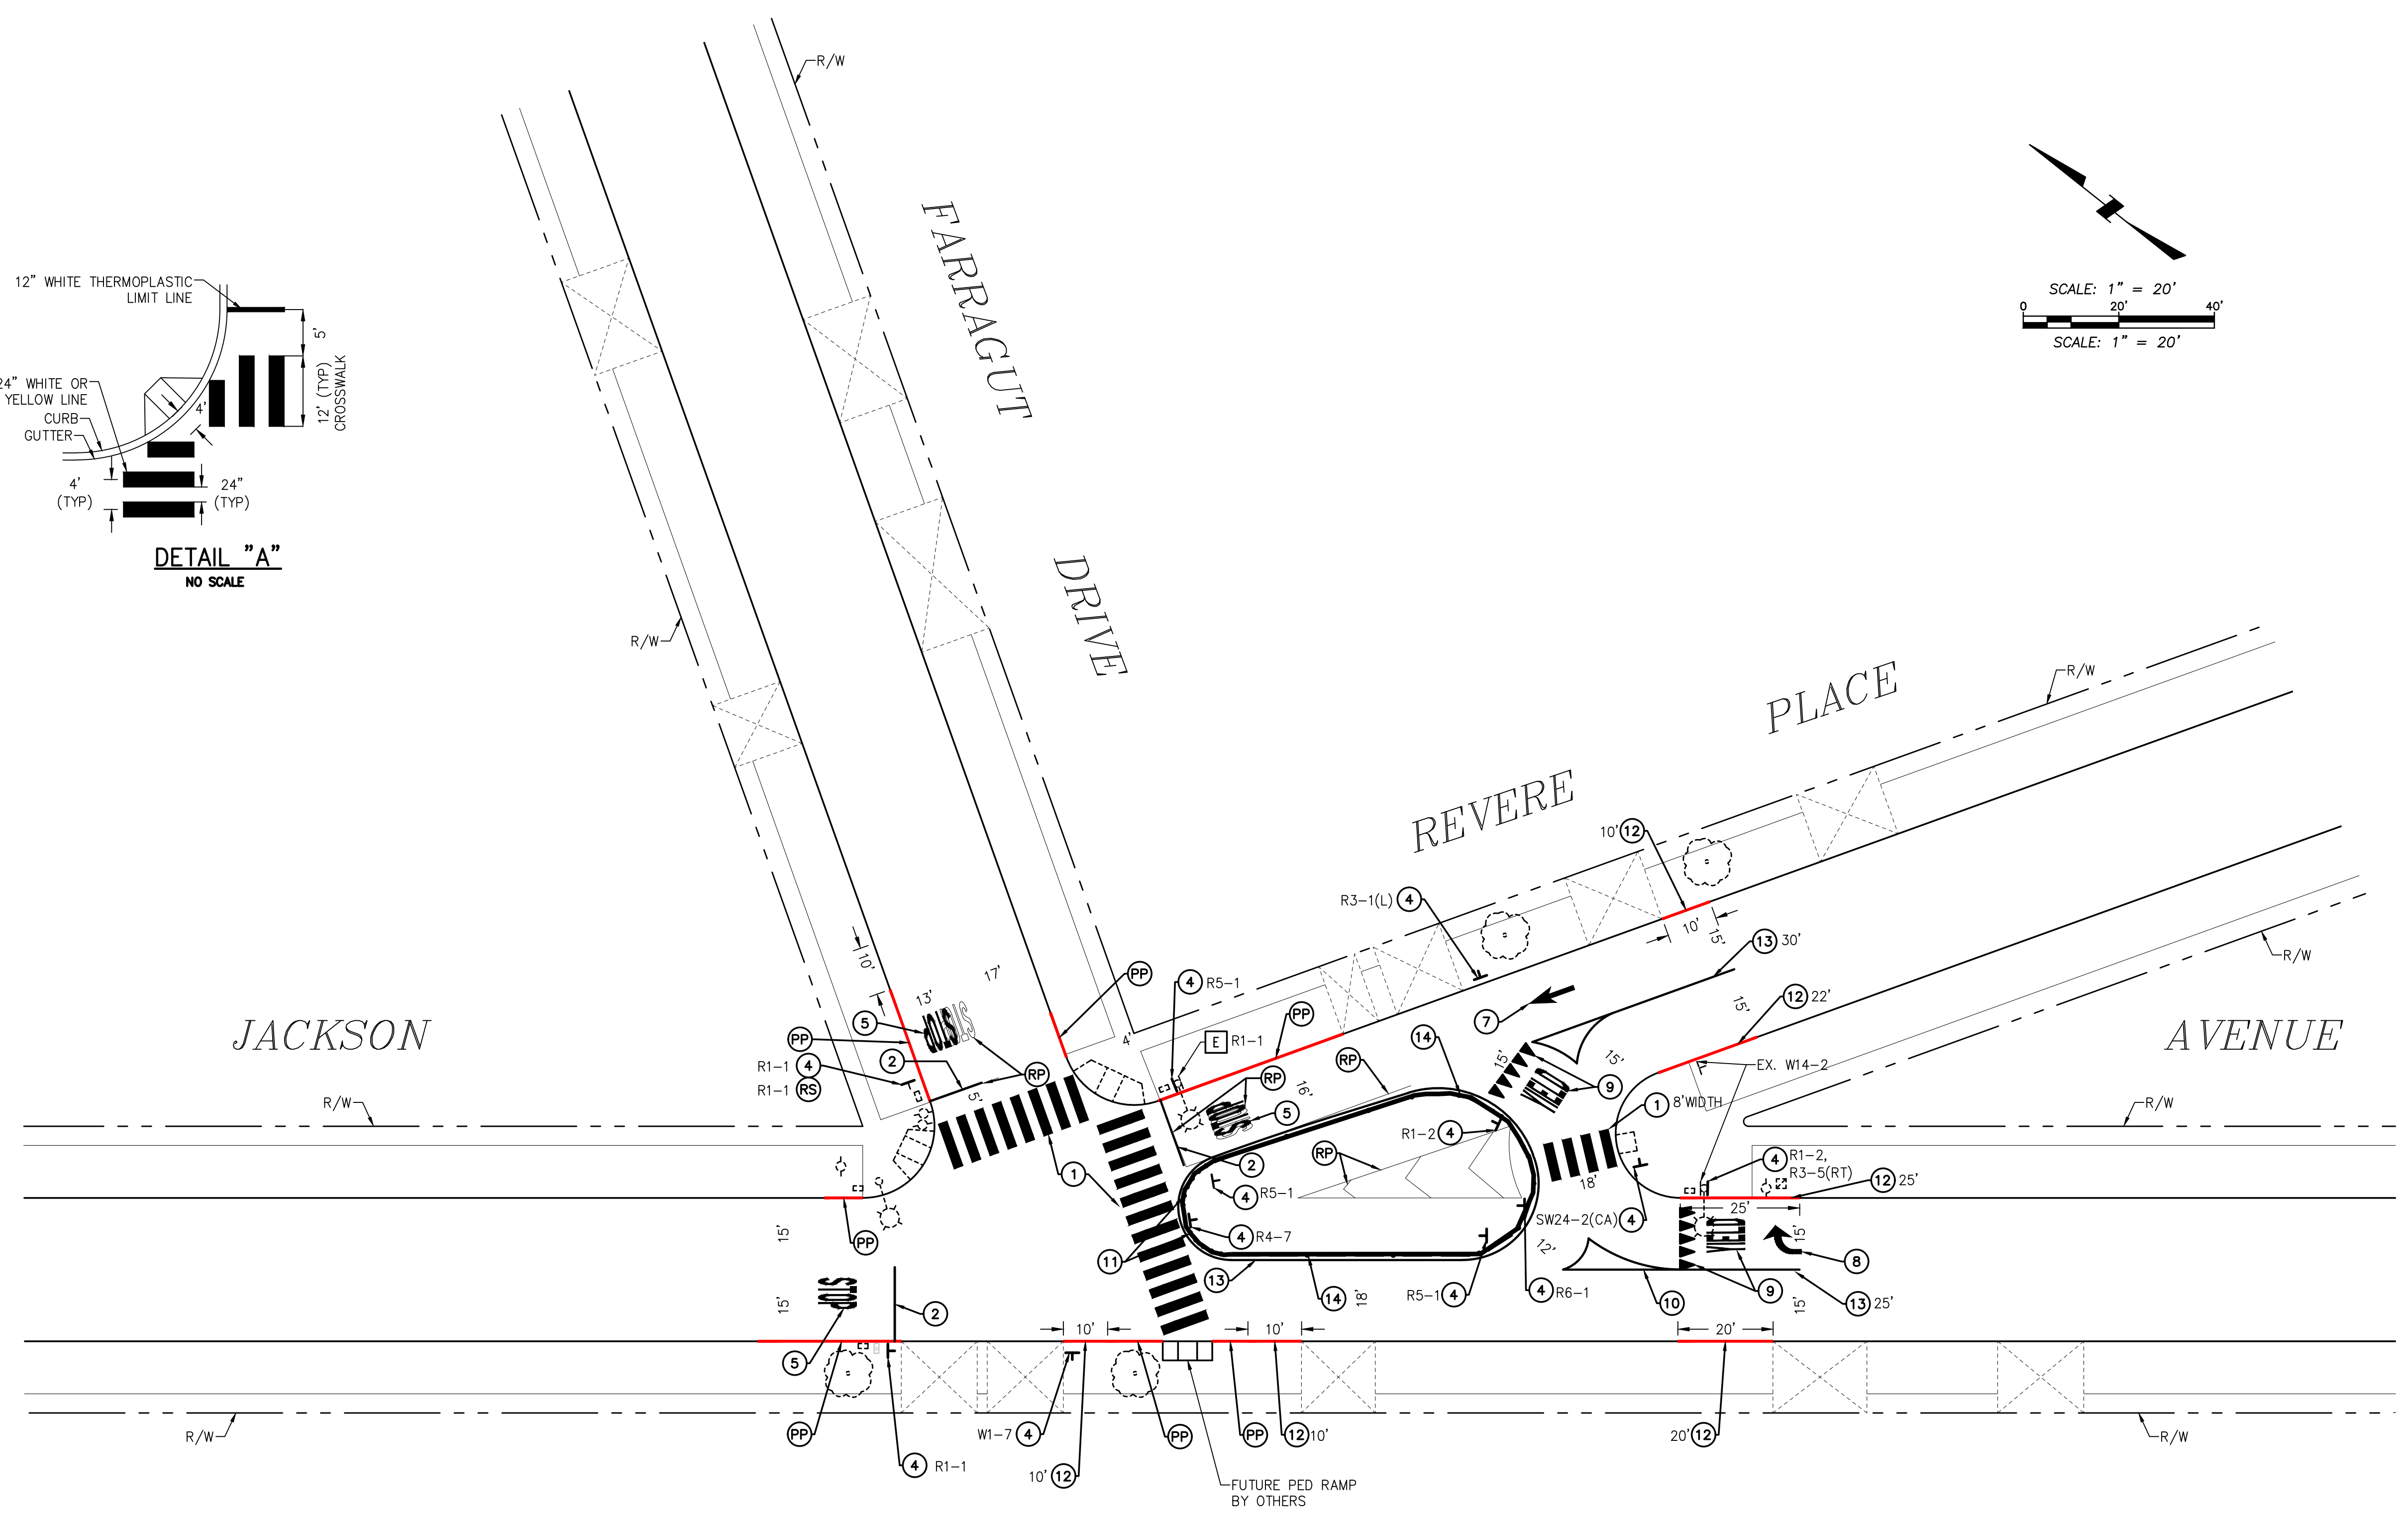 R/W
FARRAGUT
DRIVE
SCALE: 1" = 20'
0 20' 40'
SCALE: 1" = 20'
12" WHITE THERMOPLASTIC
LIMIT LINE
5'
12' (TYP)
CROSSWALK
24" WHITE OR
YELLOW LINE
CURB
GUTTER
4'
4'
(TYP)
24"
(TYP)
DETAIL "A"
NO SCALE
R/W
REVERE
PLACE
R/W
R/W
10' 12
10'
15'
R3-1(L) 4
13 30'
15'
12 22'
JACKSON
AVENUE
10'
13'
17'
5
STOP
PP
PP
4 R5-1
PP
7
14
E R1-1
4'
PP
2
RP
RP
RP
R1-1 4
R1-1 RS
5'
16'
STOP
5
15'
15'
YIELD
9
EX. W14-2
1 8' WIDTH
R/W
R/W
R1-2 4
RP
2
1
4 R5-1
18'
4 R1-2,
R3-5(RT)
12 25'
25'
SW24-2(CA) 4
4 R4-7
11
13
14
18'
12'
R5-1 4
4 R6-1
YIELD
15'
8
9
10
13 25'
15'
PP
15'
15'
STOP
2
5
10'
10'
20'
PP
W1-7 4
PP
PP
12 10'
20' 12
10' 12
4 R1-1
R/W
R/W
FUTURE PED RAMP
BY OTHERS